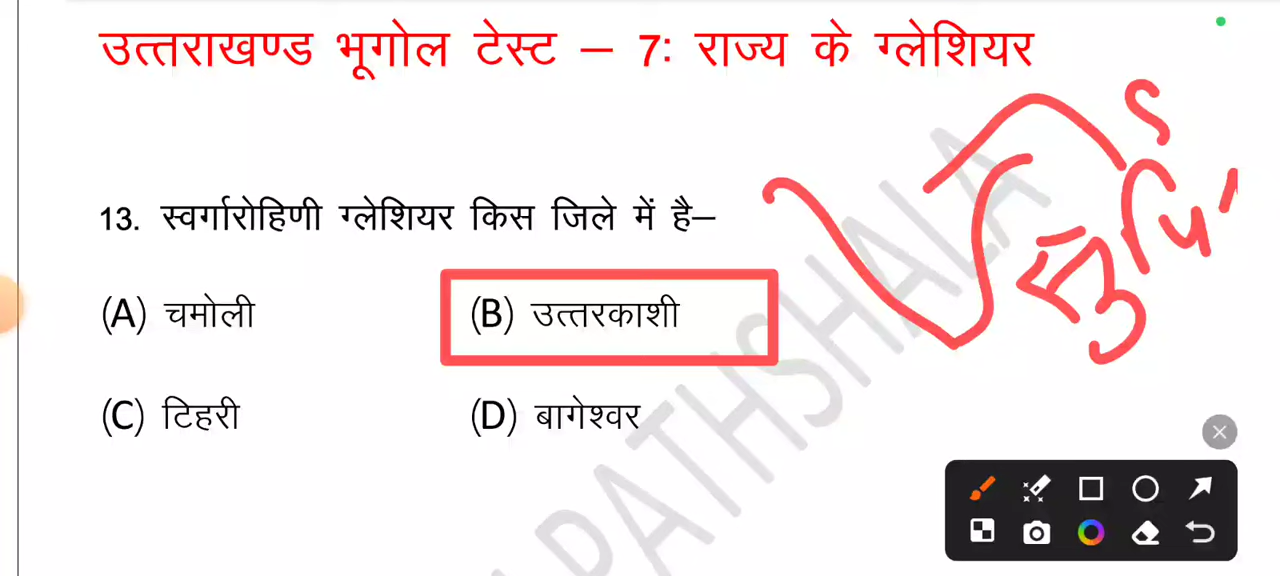 उत्तराखण्ड भूगोल टेस्ट – 7: राज्य के ग्लेशियर
13. स्वर्गारोहिणी ग्लेशियर किस जिले में है–
(A) चमोली
(B) उत्तरकाशी
(C) टिहरी
(D) बागेश्वर
PATHSHALA